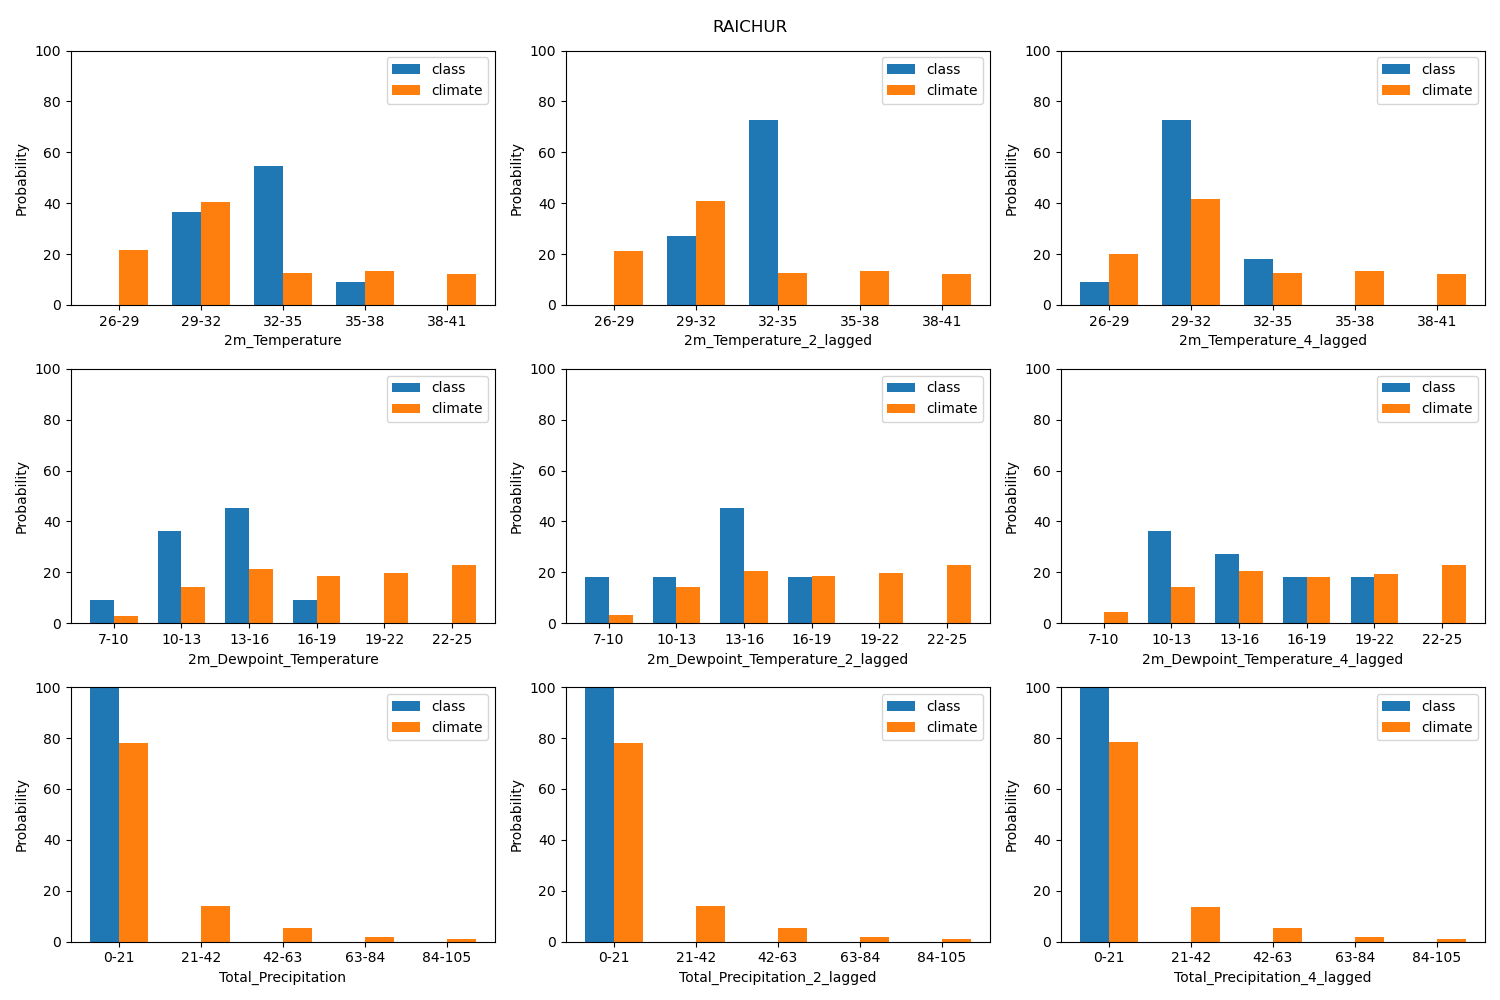 RAICHUR
100
80
60
40
20
0
Probability
class
climate
26-29 29-32 32-35 35-38 38-41
2m_Temperature
100
80
60
40
20
0
Probability
class
climate
26-29 29-32 32-35 35-38 38-41
2m_Temperature_2_lagged
100
80
60
40
20
0
Probability
class
climate
26-29 29-32 32-35 35-38 38-41
2m_Temperature_4_lagged
100
80
60
40
20
0
Probability
class
climate
7-10 10-13 13-16 16-19 19-22 22-25
2m_Dewpoint_Temperature
100
80
60
40
20
0
Probability
class
climate
7-10 10-13 13-16 16-19 19-22 22-25
2m_Dewpoint_Temperature_2_lagged
100
80
60
40
20
0
Probability
class
climate
7-10 10-13 13-16 16-19 19-22 22-25
2m_Dewpoint_Temperature_4_lagged
100
80
60
40
20
0
Probability
class
climate
0-21 21-42 42-63 63-84 84-105
Total_Precipitation
100
80
60
40
20
0
Probability
class
climate
0-21 21-42 42-63 63-84 84-105
Total_Precipitation_2_lagged
100
80
60
40
20
0
Probability
class
climate
0-21 21-42 42-63 63-84 84-105
Total_Precipitation_4_lagged